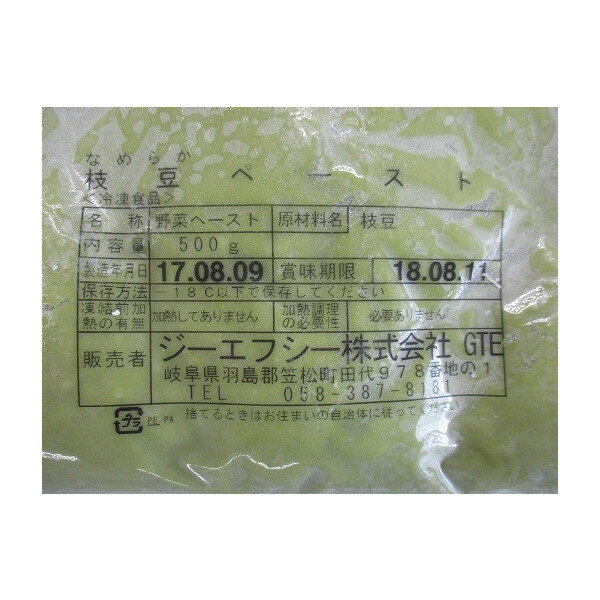 なめらか
枝豆ペースト
<冷凍食品>
名称 野菜ペースト 原材料名 枝豆
内容量 500g
製造年月日 17.08.09 賞味期限 18.08.11
保存方法 －18C以下で保存してください
凍結前加熱の有無 加熱してありません 加熱調理の必要性 必要ありません
販売者 ジーエフシー株式会社 GTE
岐阜県羽島郡笠松町田代978番地の1
TEL 058-387-8181
プラ PE, PA 捨てるときはお住まいの自治体に従ってください